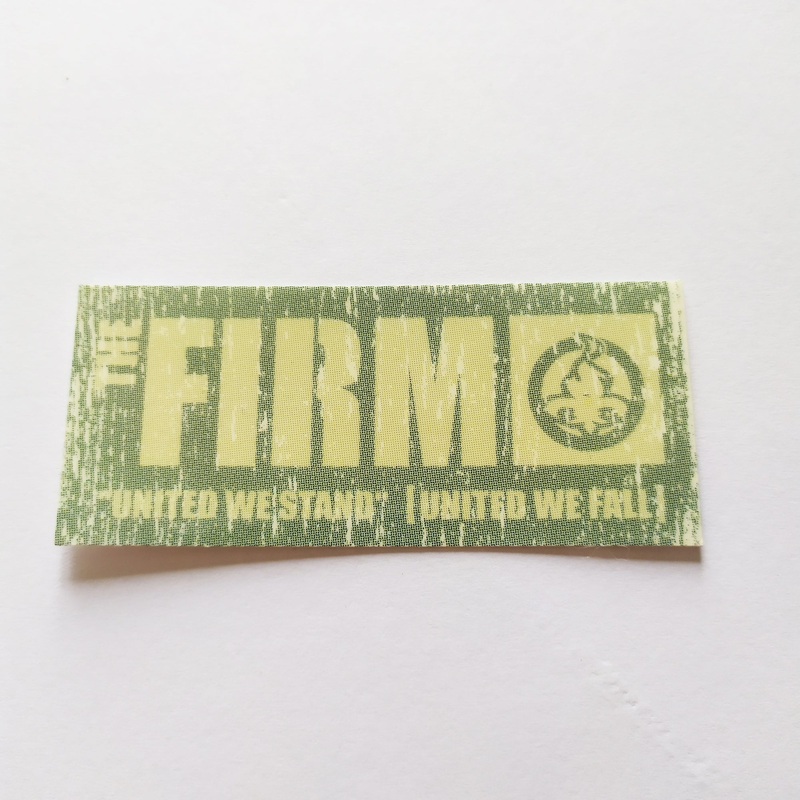 THE
FIRM
"UNITED WE STAND" [UNITED WE FALL]